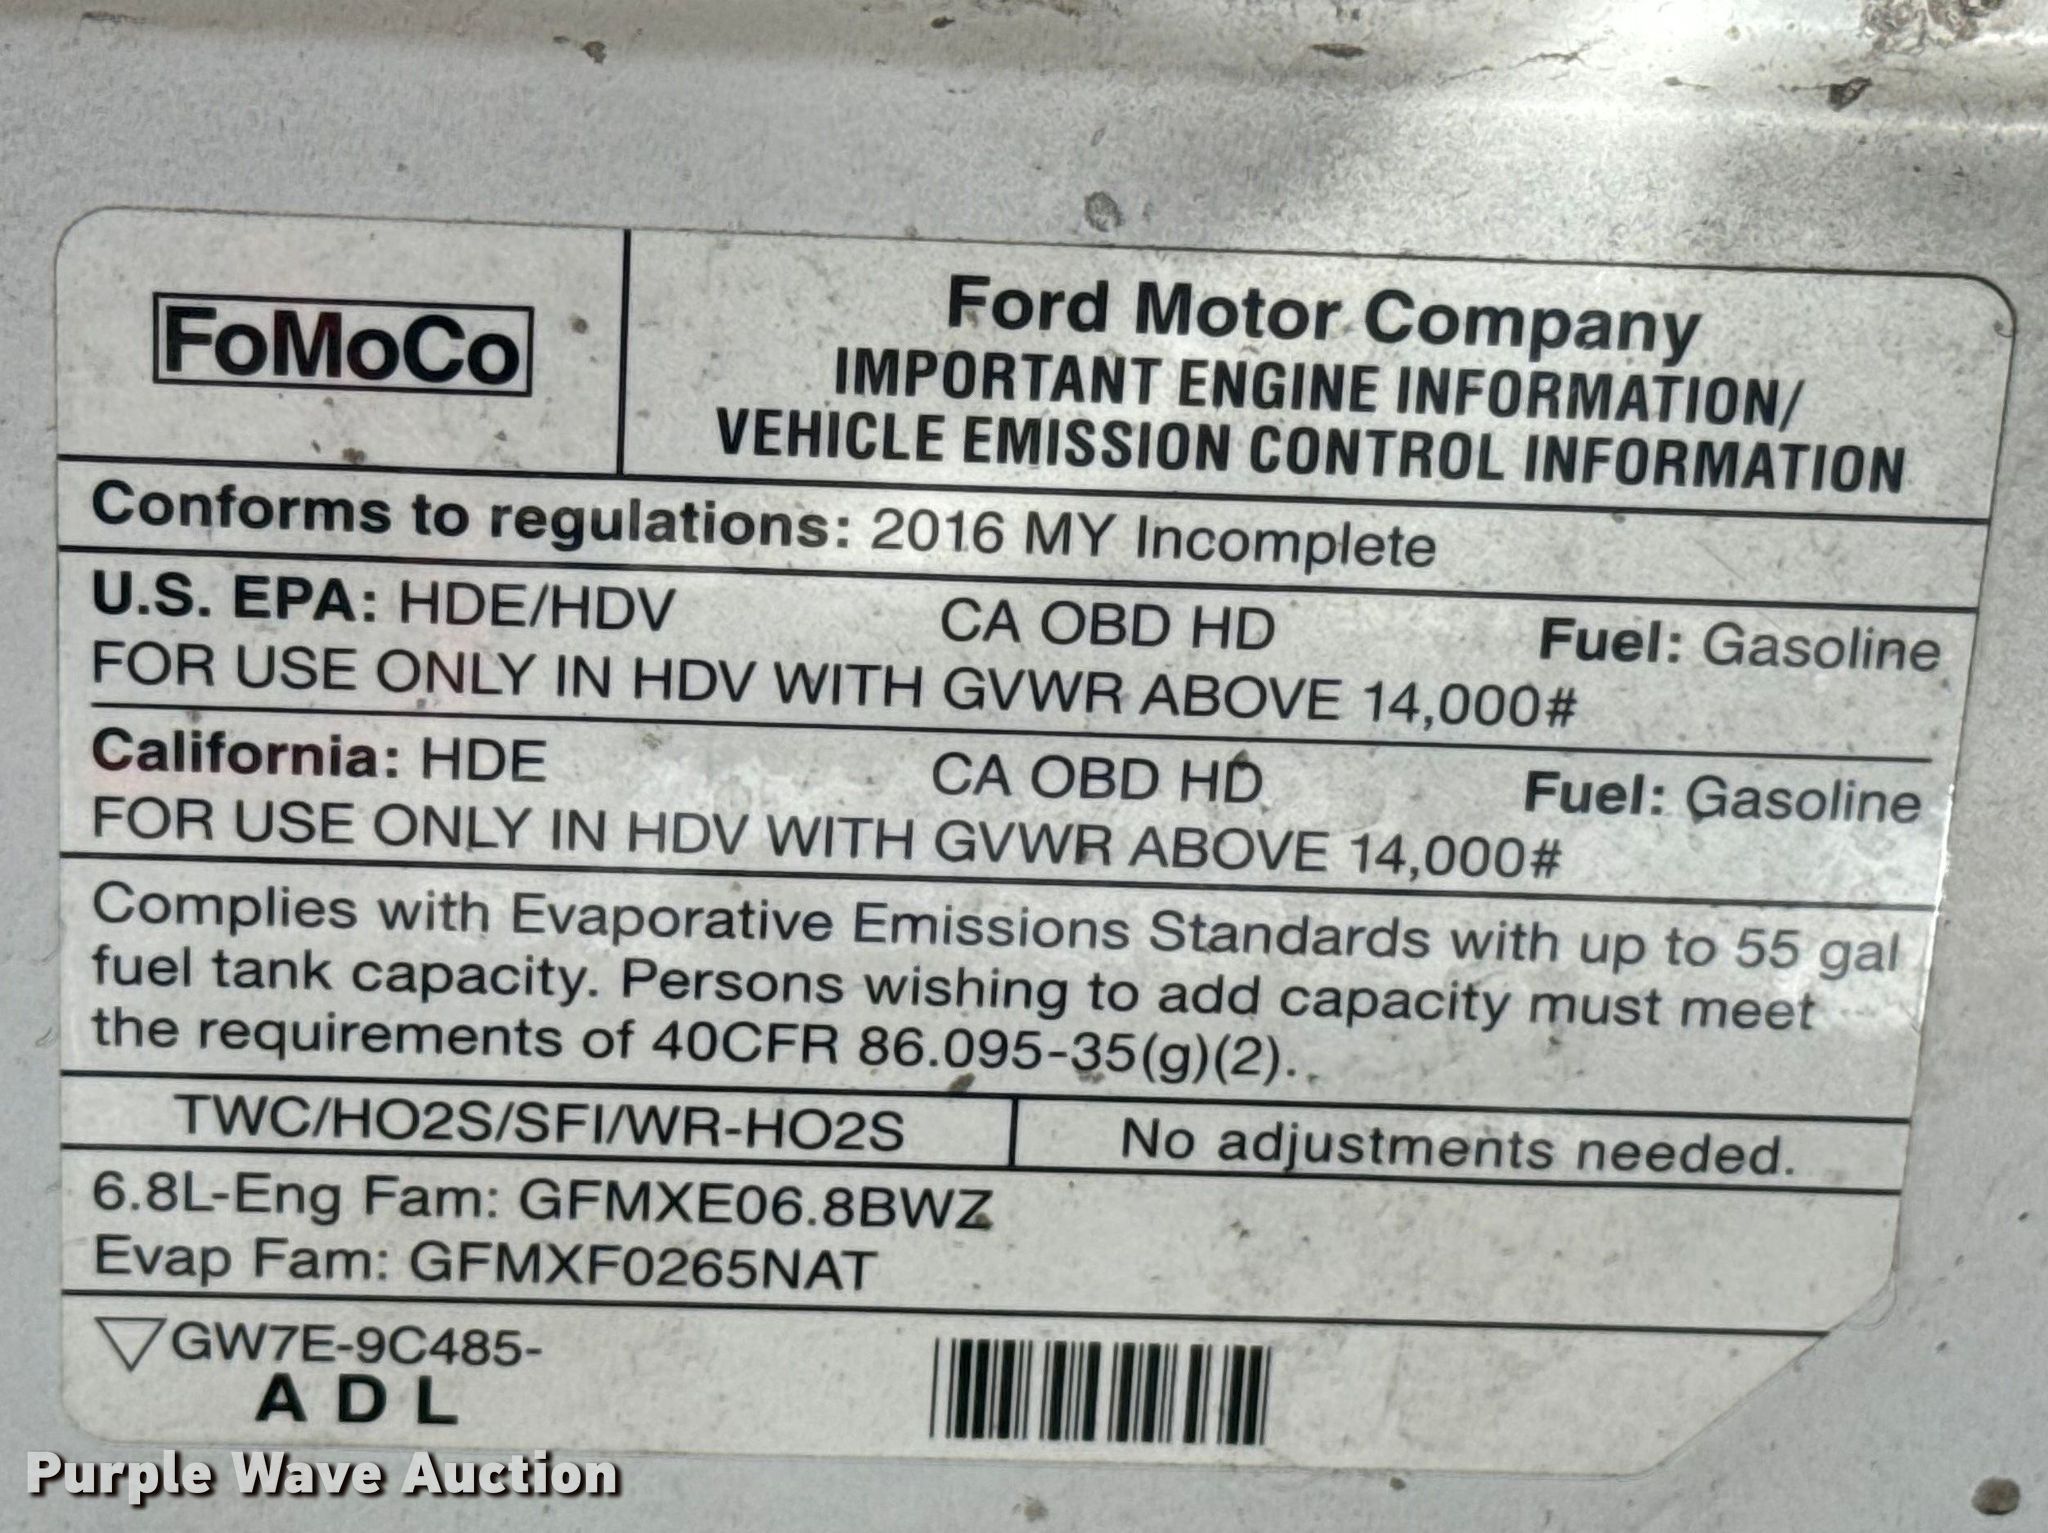 FoMoCo
Ford Motor Company
IMPORTANT ENGINE INFORMATION/
VEHICLE EMISSION CONTROL INFORMATION
Conforms to regulations: 2016 MY Incomplete
U.S. EPA: HDE/HDV CA OBD HD Fuel: Gasoline
FOR USE ONLY IN HDV WITH GVWR ABOVE 14,000#
California: HDE CA OBD HD Fuel: Gasoline
FOR USE ONLY IN HDV WITH GVWR ABOVE 14,000#
Complies with Evaporative Emissions Standards with up to 55 gal
fuel tank capacity. Persons wishing to add capacity must meet
the requirements of 40CFR 86.095-35(g)(2).
TWC/HO2S/SFI/WR-HO2S No adjustments needed.
6.8L-Eng Fam: GFMXE06.8BWZ
Evap Fam: GFMXF0265NAT
GW7E-9C485-
A D L
Purple Wave Auction